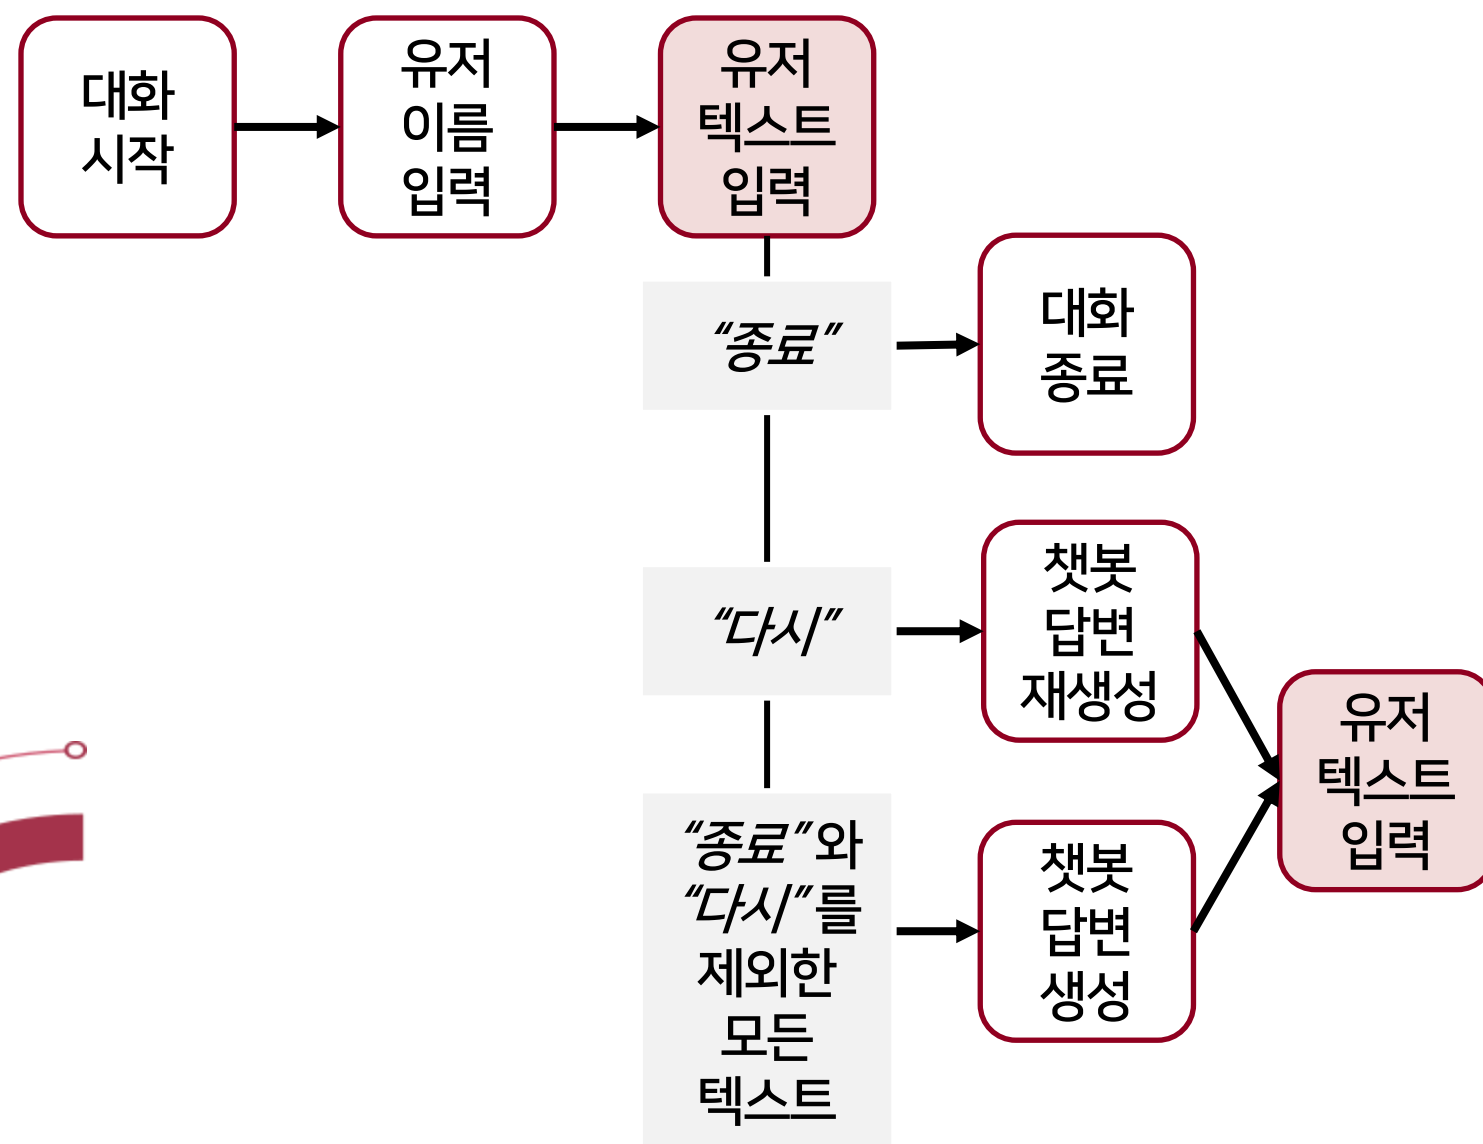 대화
시작
유저
이름
입력
유저
텍스트
입력
“종료”
대화
종료
“다시”
챗봇
답변
재생성
“종료”와
“다시”를
제외한
모든
텍스트
챗봇
답변
생성
유저
텍스트
입력